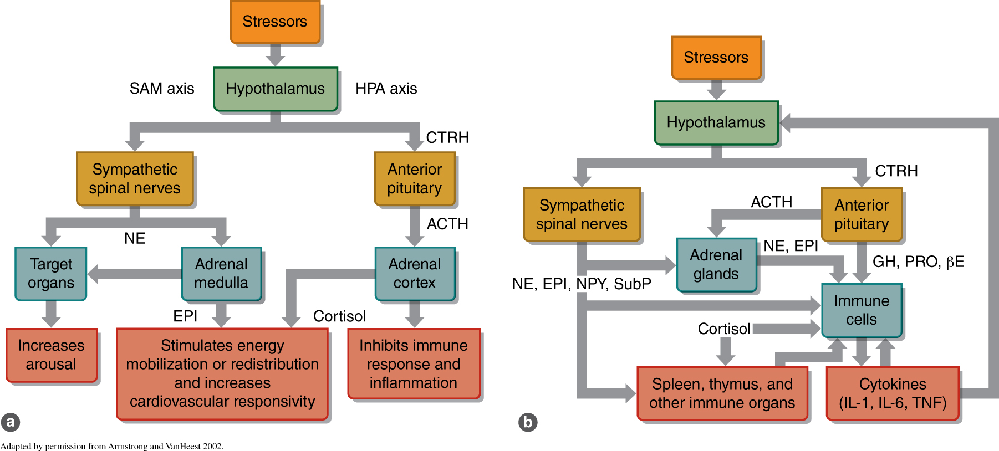 Stressors
SAM axis
Hypothalamus
HPA axis
CTRH
Sympathetic
spinal nerves
Anterior
pituitary
NE
ACTH
Target
organs
Adrenal
medulla
Adrenal
cortex
EPI
Cortisol
Increases
arousal
Stimulates energy
mobilization or redistribution
and increases
cardiovascular responsivity
Inhibits immune
response and
inflammation
a
Stressors
Hypothalamus
CTRH
Sympathetic
spinal nerves
ACTH
Anterior
pituitary
Adrenal
glands
NE, EPI
GH, PRO, βE
NE, EPI, NPY, SubP
Immune
cells
Cortisol
Spleen, thymus, and
other immune organs
Cytokines
(IL-1, IL-6, TNF)
b
Adapted by permission from Armstrong and VanHeest 2002.